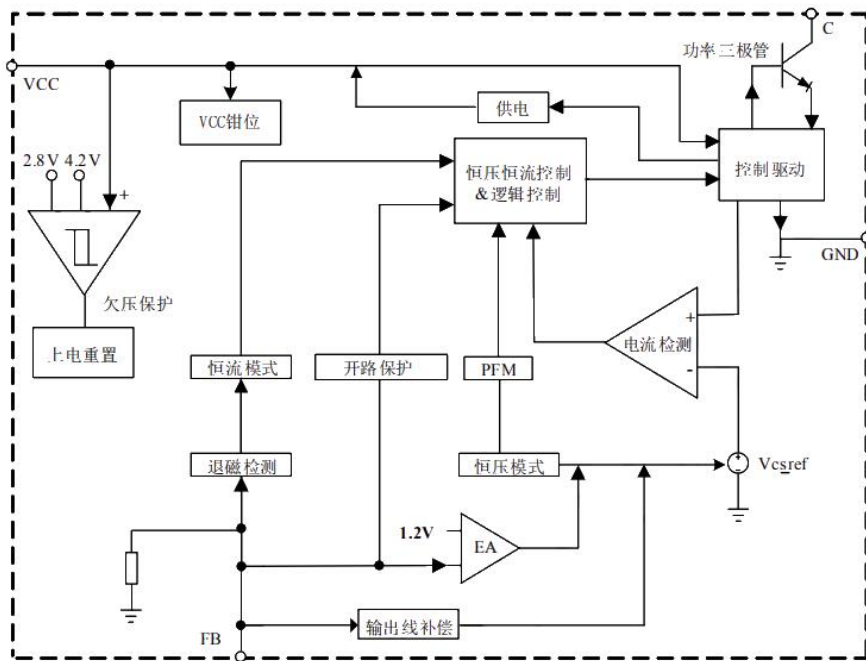 C
功率三极管
VCC
VCC钳位
供电
2.8V 4.2V
+
恒压恒流控制
&逻辑控制
控制驱动
GND
欠压保护
上电重置
恒流模式
开路保护
PFM
+
电流检测
-
退磁检测
恒压模式
Vcsref
1.2V
EA
FB
输出线补偿